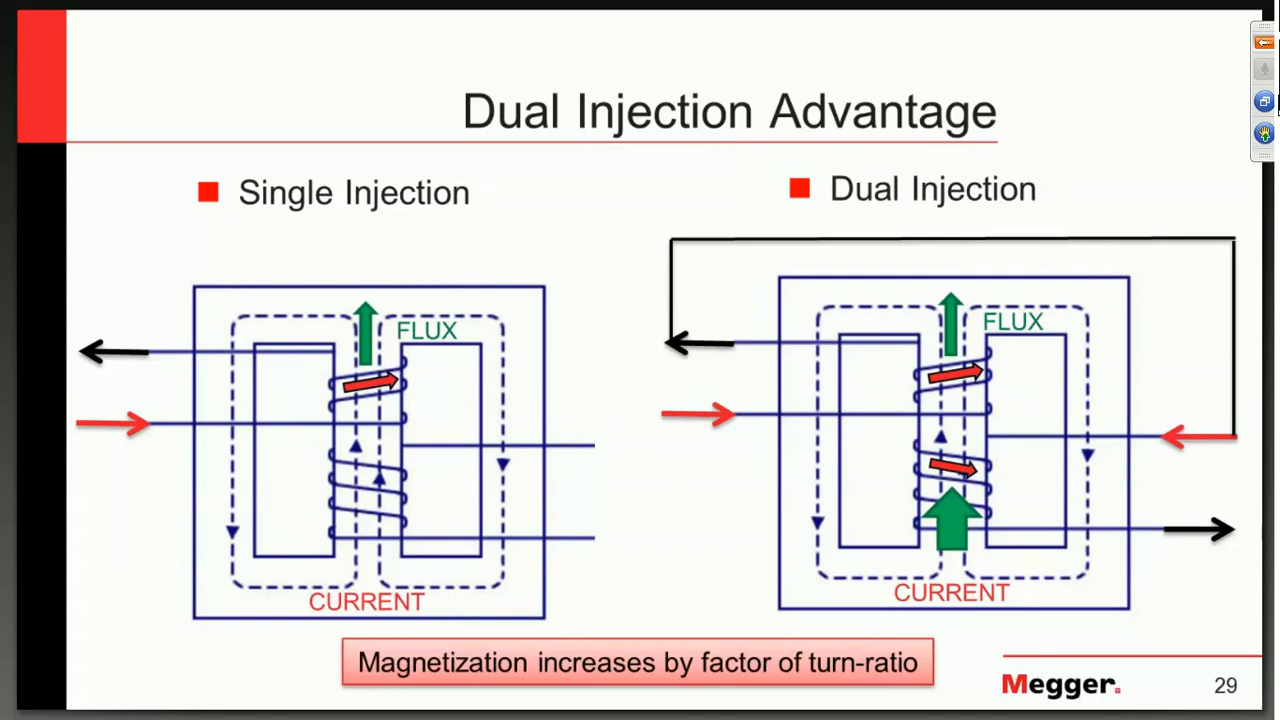 Dual Injection Advantage
Single Injection
Dual Injection
FLUX
FLUX
CURRENT
CURRENT
Magnetization increases by factor of turn-ratio
Megger.
29